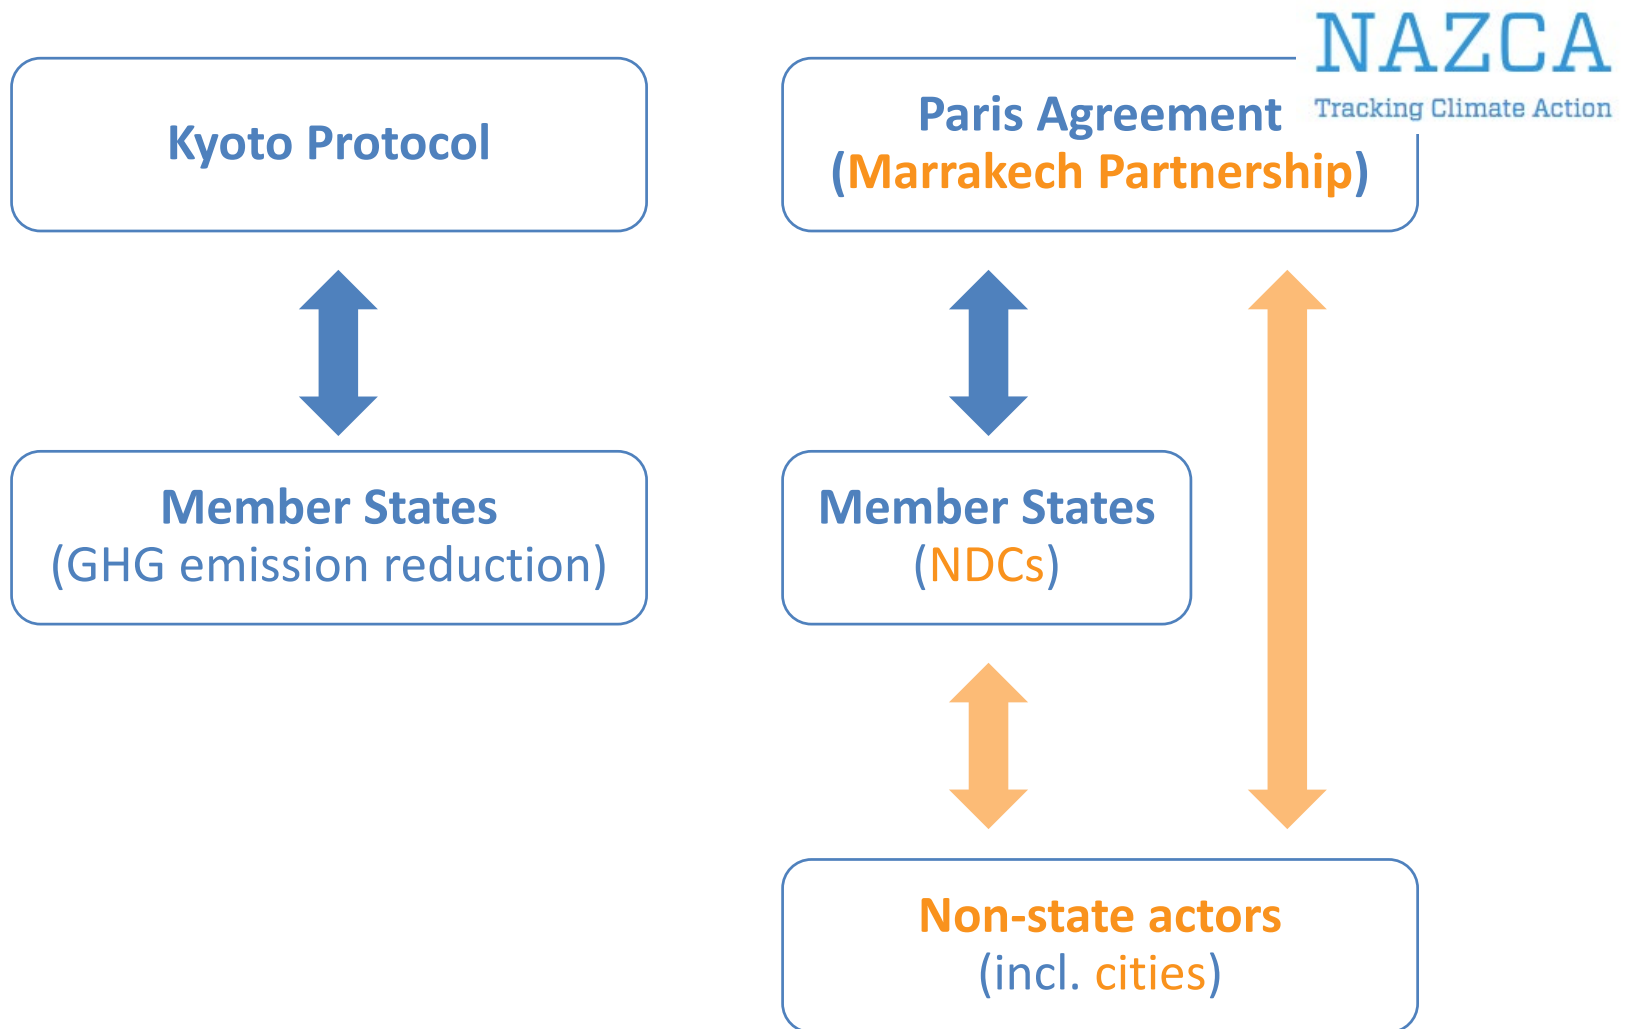 NAZCA
Tracking Climate Action
Kyoto Protocol
Paris Agreement
(Marrakech Partnership)
Member States
(GHG emission reduction)
Member States
(NDCs)
Non-state actors
(incl. cities)